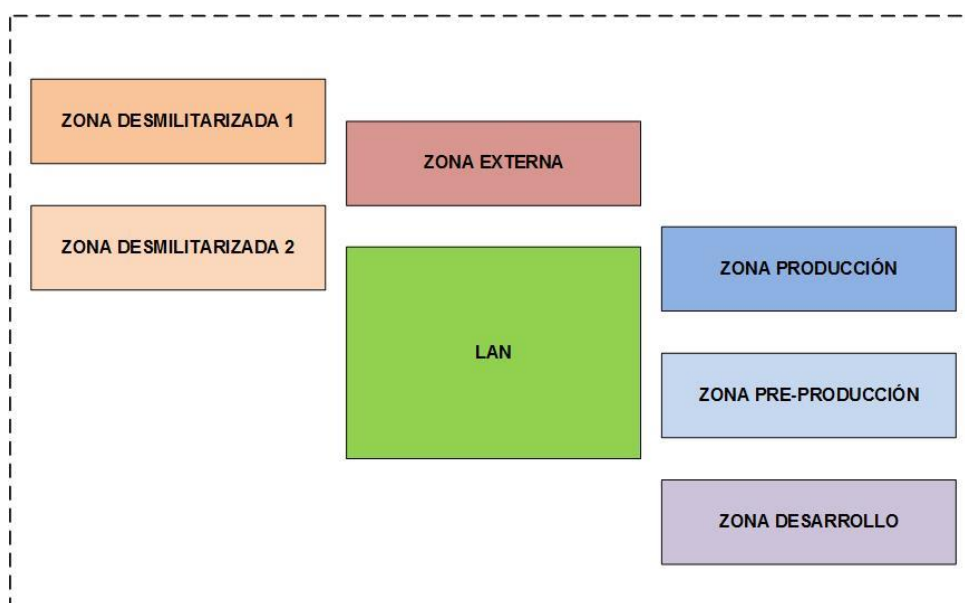 ZONA DESMILITARIZADA 1
ZONA EXTERNA
ZONA DESMILITARIZADA 2
ZONA PRODUCCIÓN
LAN
ZONA PRE-PRODUCCIÓN
ZONA DESARROLLO